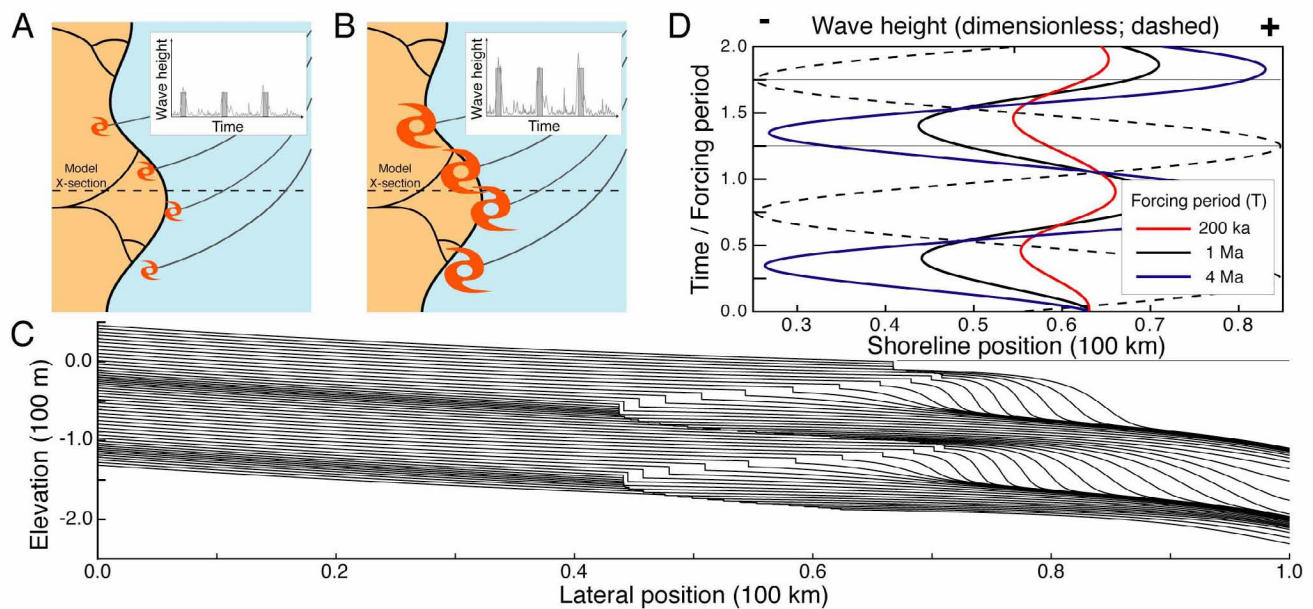 A
Wave height
Time
Model
X-section
B
Wave height
Time
Model
X-section
D
- Wave height (dimensionless; dashed) +
Time / Forcing period
2.0
1.5
1.0
0.5
0.0
Forcing period (T)
200 ka
1 Ma
4 Ma
0.3 0.4 0.5 0.6 0.7 0.8
Shoreline position (100 km)
C
Elevation (100 m)
0.0
-1.0
-2.0
0.0 0.2 0.4 0.6 0.8 1.0
Lateral position (100 km)